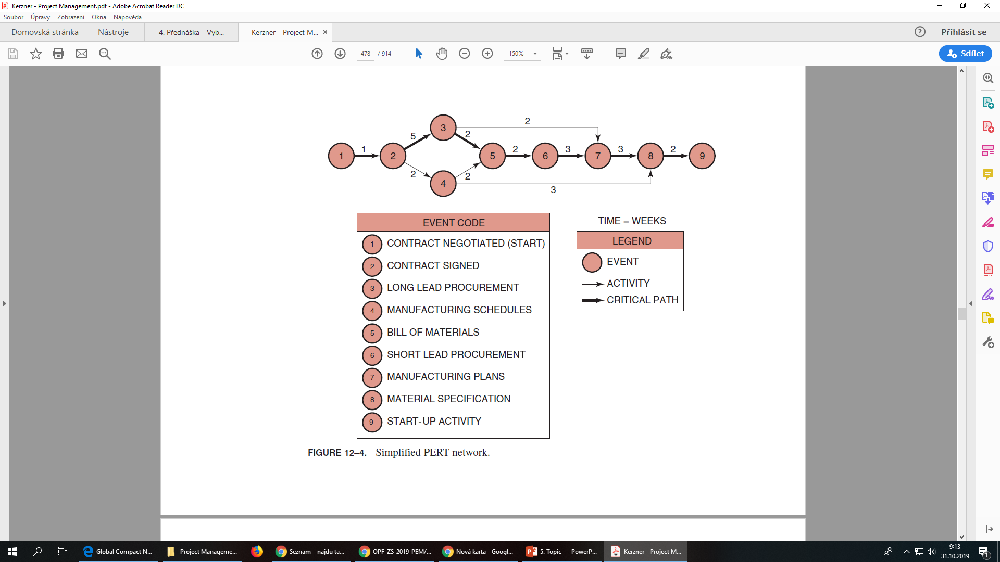 Kerzner - Project Management.pdf - Adobe Acrobat Reader DC
Soubor Úpravy Zobrazení Okna Nápověda
Domovská stránka Nástroje 4. Přednáška - Vyb... Kerzner - Project M... × ? Přihlásit se
478 / 914 150% Sdílet
2
3
5 2
1 1 2 5 2 6 3 7 3 8 2 9
2 2
4
3
EVENT CODE
1 CONTRACT NEGOTIATED (START)
2 CONTRACT SIGNED
3 LONG LEAD PROCUREMENT
4 MANUFACTURING SCHEDULES
5 BILL OF MATERIALS
6 SHORT LEAD PROCUREMENT
7 MANUFACTURING PLANS
8 MATERIAL SPECIFICATION
9 START-UP ACTIVITY
TIME = WEEKS
LEGEND
EVENT
ACTIVITY
CRITICAL PATH
FIGURE 12–4. Simplified PERT network.
Global Compact N... Project Manageme... Seznam – najdu ta... OPF-ZS-2019-PEM/... Nová karta - Googl... 5. Topic - - PowerP... Kerzner - Project M...
9:13
31.10.2019
1